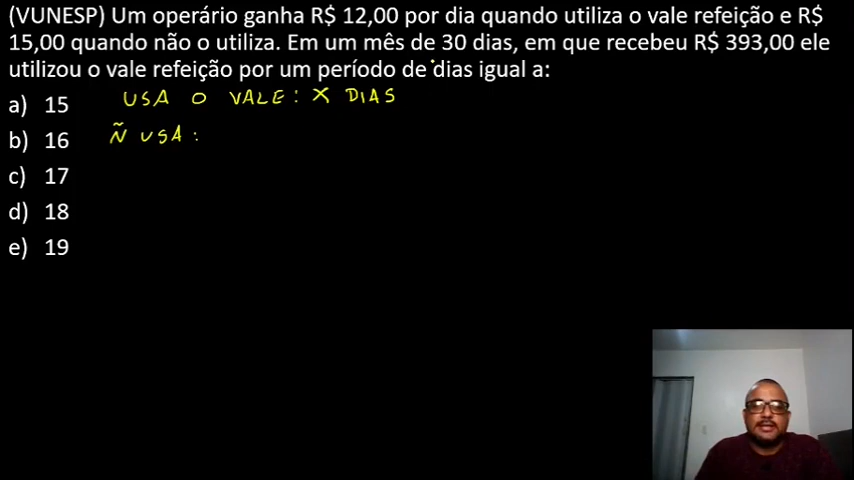 (VUNESP) Um operário ganha R$ 12,00 por dia quando utiliza o vale refeição e R$
15,00 quando não o utiliza. Em um mês de 30 dias, em que recebeu R$ 393,00 ele
utilizou o vale refeição por um período de dias igual a:
a) 15
USA O VALE: X DIAS
b) 16
Ñ USA:
c) 17
d) 18
e) 19